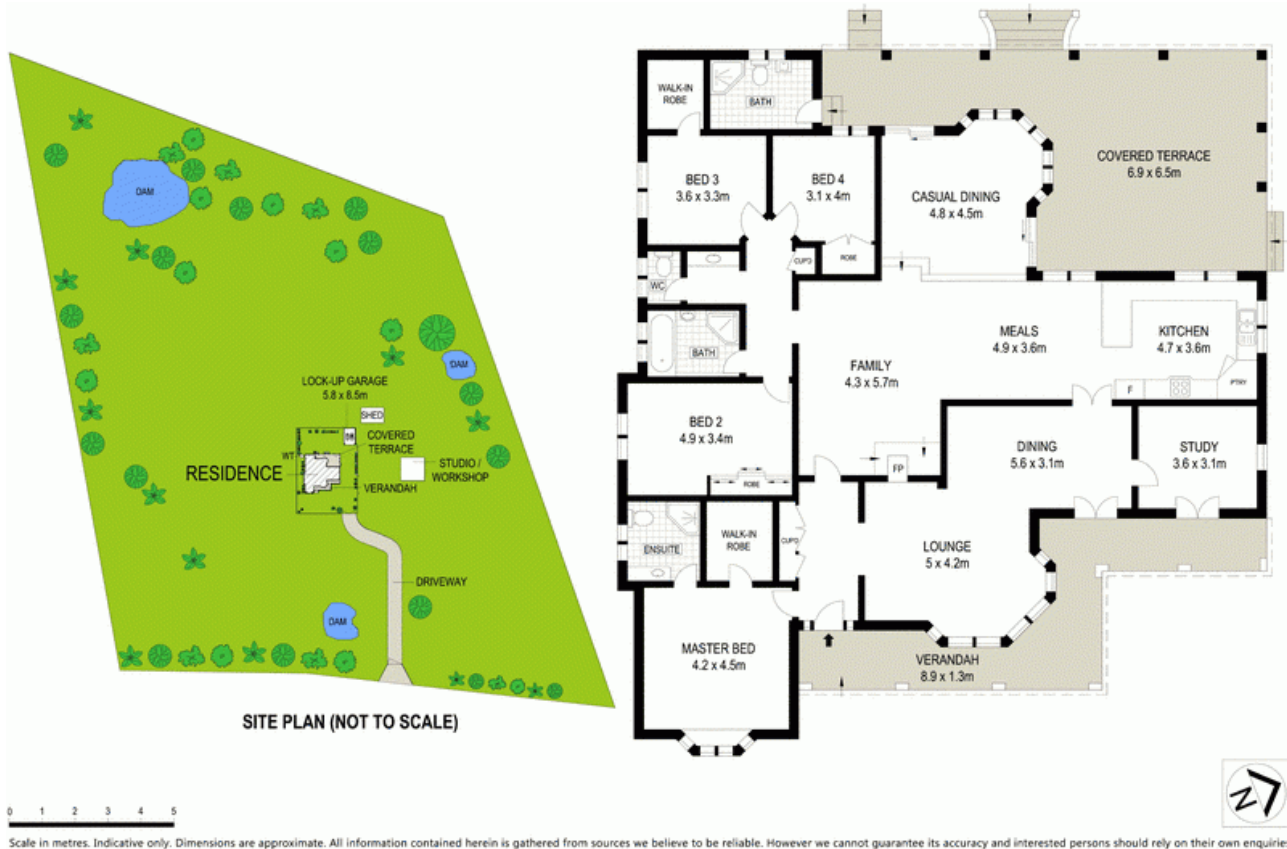 DAM
DAM
LOCK-UP GARAGE
5.8 x 6.5m
SHED
WT
COVERED
TERRACE
RESIDENCE
STUDIO /
WORKSHOP
VERANDAH
DRIVEWAY
DAM
SITE PLAN (NOT TO SCALE)
WALK-IN
ROBE
BATH
BED 3
3.6 x 3.3m
BED 4
3.1 x 4m
CASUAL DINING
4.8 x 4.5m
COVERED TERRACE
6.9 x 6.5m
WC
CUP'D
ROBE
BATH
FAMILY
4.3 x 5.7m
MEALS
4.9 x 3.6m
KITCHEN
4.7 x 3.6m
F
PTRY
BED 2
4.9 x 3.4m
ROBE
FP
DINING
5.6 x 3.1m
STUDY
3.6 x 3.1m
ENSUITE
WALK-IN
ROBE
CUP'D
LOUNGE
5 x 4.2m
MASTER BED
4.2 x 4.5m
VERANDAH
8.9 x 1.3m
N
0 1 2 3 4 5
Scale in metres. Indicative only. Dimensions are approximate. All information contained herein is gathered from sources we believe to be reliable. However we cannot guarantee its accuracy and interested persons should rely on their own enquirie